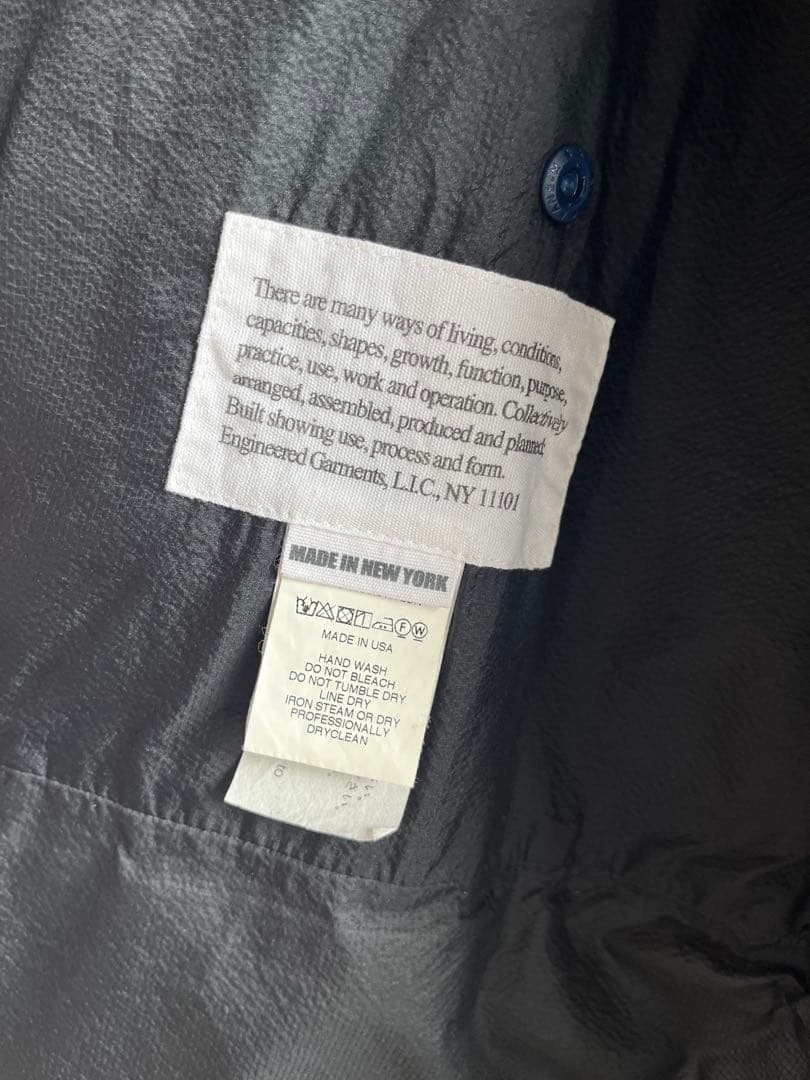 There are many ways of living, conditions,
capacities, shapes, growth, function, purpose,
practice, use, work and operation. Collectively
arranged, assembled, produced and planned;
Built showing use, process and form.
Engineered Garments, L.I.C., NY 11101
MADE IN NEW YORK
F W
MADE IN USA
HAND WASH
DO NOT BLEACH
DO NOT TUMBLE DRY
LINE DRY
IRON STEAM OR DRY
PROFESSIONALLY
DRYCLEAN